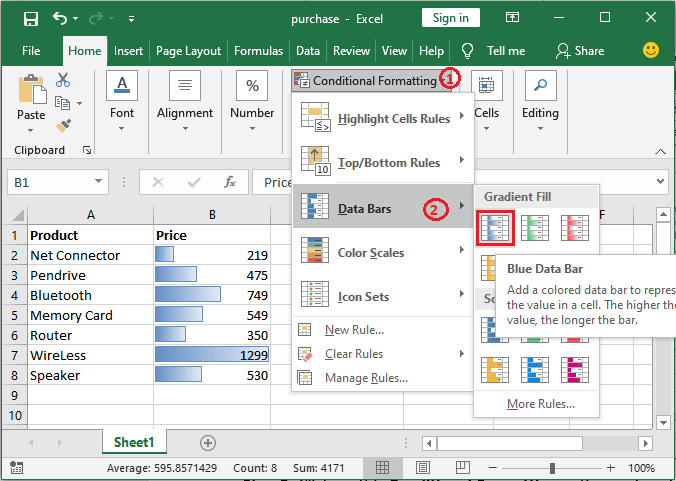 purchase - Excel
Sign in
File Home Insert Page Layout Formulas Data Review View Help Tell me Share
Conditional Formatting 1
Paste
Font
Alignment
%
Number
Cells
Editing
Clipboard
Highlight Cells Rules
Top/Bottom Rules
10
B1
fx
Price
Data Bars 2
Gradient Fill
A B F
1 Product Price
2 Net Connector 219
3 Pendrive 475
4 Bluetooth 749
5 Memory Card 549
6 Router 350
7 WireLess 1299
8 Speaker 530
9
10
Color Scales
Icon Sets
New Rule...
Clear Rules
Manage Rules...
Blue Data Bar
Add a colored data bar to repres
the value in a cell. The higher the
value, the longer the bar.
So
More Rules...
Sheet1
Average: 595.8571429 Count: 8 Sum: 4171 100%